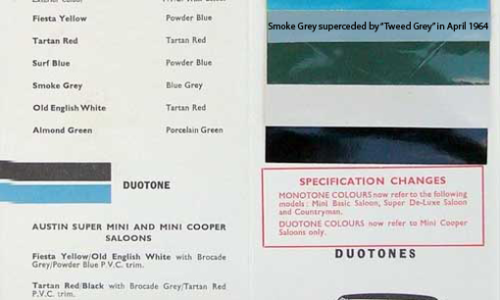 Fiesta Yellow Powder Blue
Tartan Red Tartan Red
Surf Blue Powder Blue
Smoke Grey Blue Grey
Old English White Tartan Red
Almond Green Porcelain Green
DUOTONE
AUSTIN SUPER MINI AND MINI COOPER
SALOONS
Fiesta Yellow/Old English White with Brocade
Grey/Powder Blue P.V.C. trim.
Tartan Red/Black with Brocade Grey/Tartan Red
P.V.C. trim.
Smoke Grey superceded by "Tweed Grey" in April 1964
SPECIFICATION CHANGES
MONOTONE COLOURS now refer to the following
models : Mini Basic Saloon, Super De-Luxe Saloon
and Countryman.
DUOTONE COLOURS now refer to Mini Cooper
Saloons only.
DUOTONES